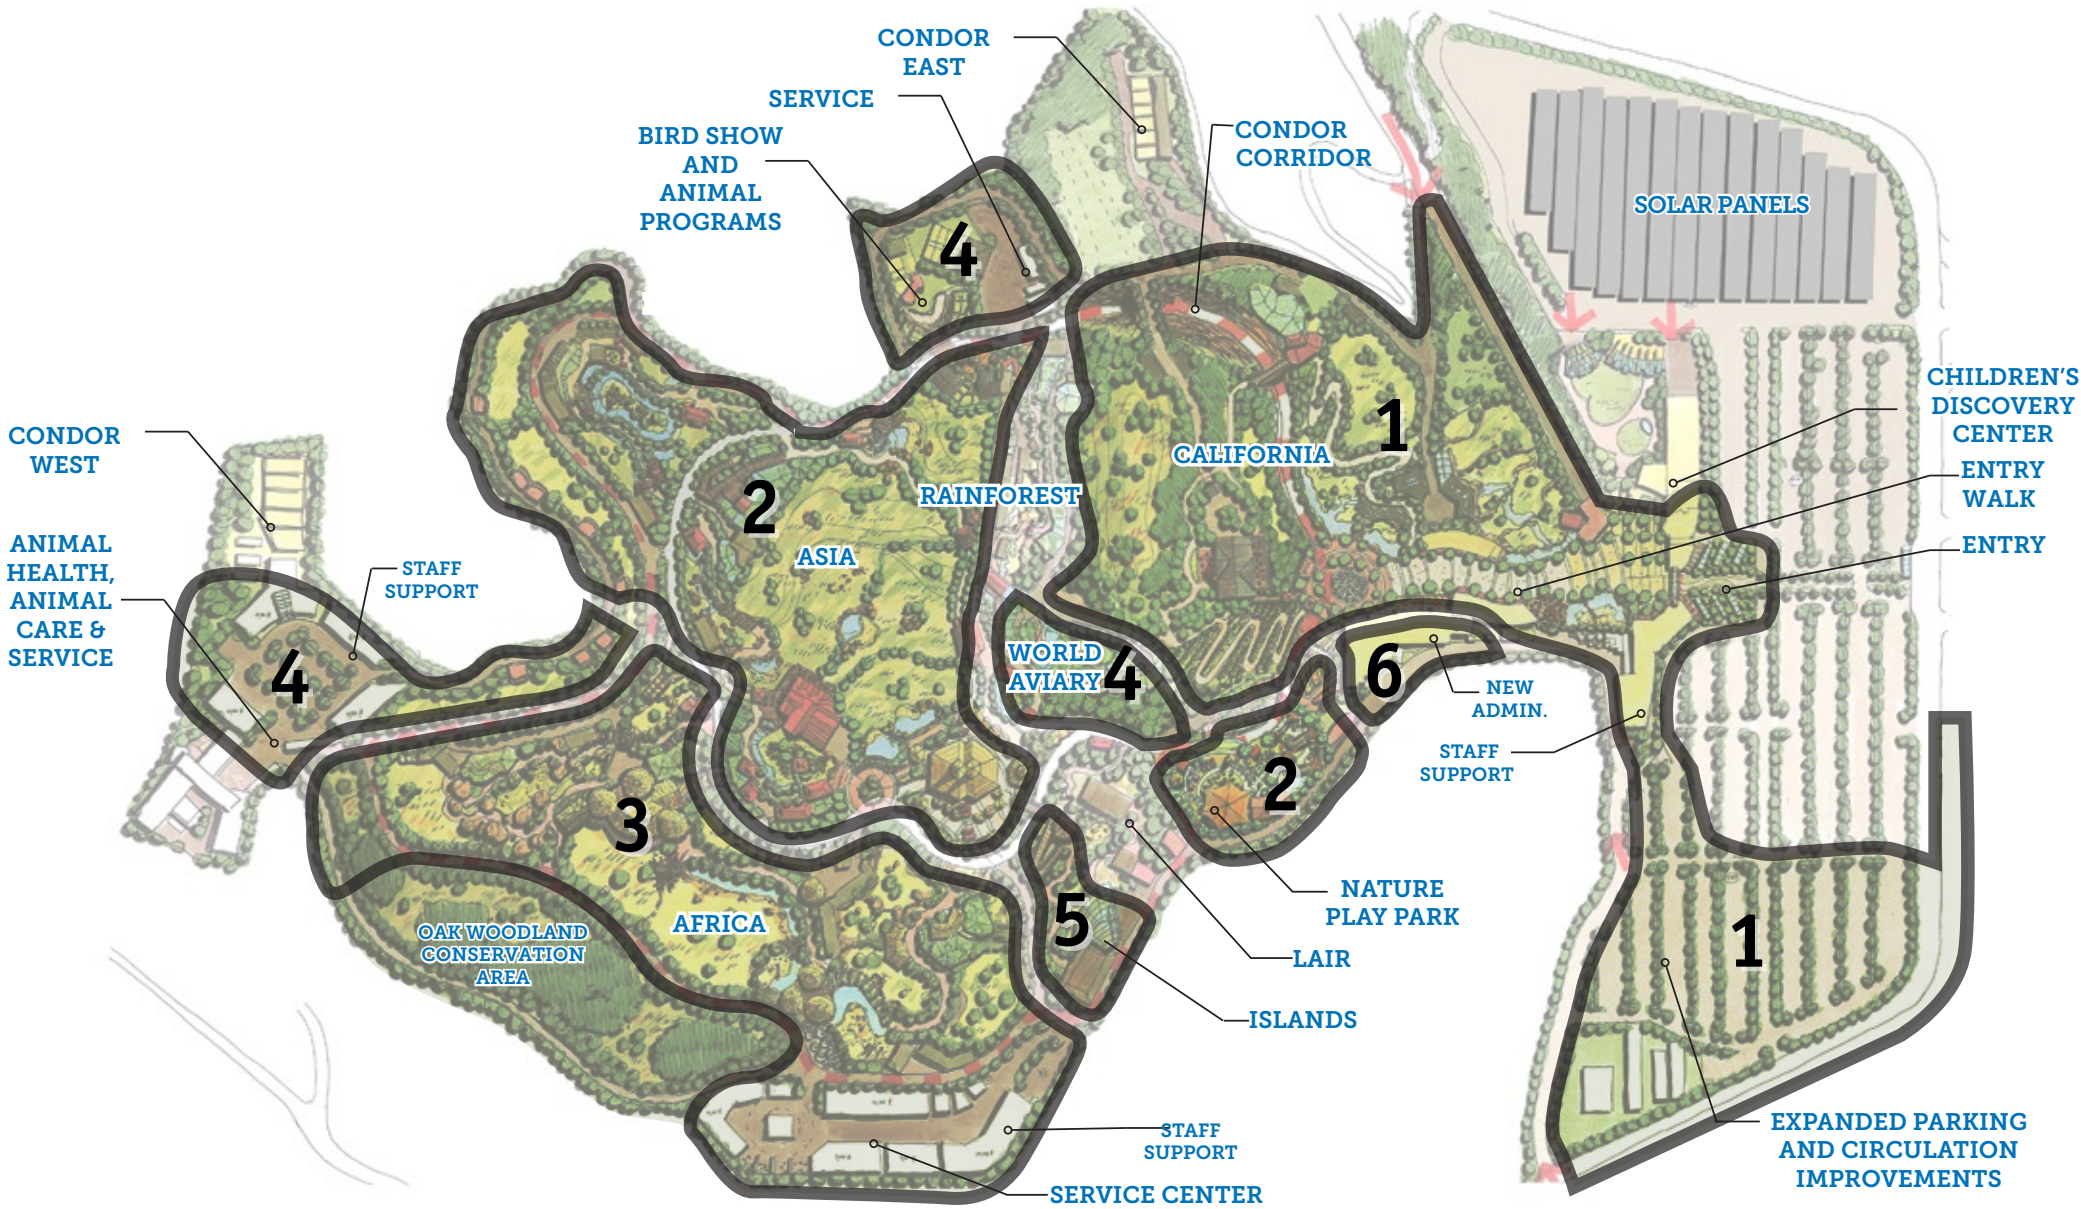 CONDOR
EAST
SERVICE
BIRD SHOW
AND
ANIMAL
PROGRAMS
CONDOR
CORRIDOR
SOLAR PANELS
4
CHILDREN'S
DISCOVERY
CENTER
1
CALIFORNIA
CONDOR
WEST
ENTRY
WALK
RAINFOREST
2
ASIA
ENTRY
ANIMAL
HEALTH,
ANIMAL
CARE &
SERVICE
STAFF
SUPPORT
4
WORLD
AVIARY
4
6
NEW
ADMIN.
STAFF
SUPPORT
2
3
NATURE
PLAY PARK
AFRICA
5
OAK WOODLAND
CONSERVATION
AREA
1
LAIR
ISLANDS
EXPANDED PARKING
AND CIRCULATION
IMPROVEMENTS
STAFF
SUPPORT
SERVICE CENTER